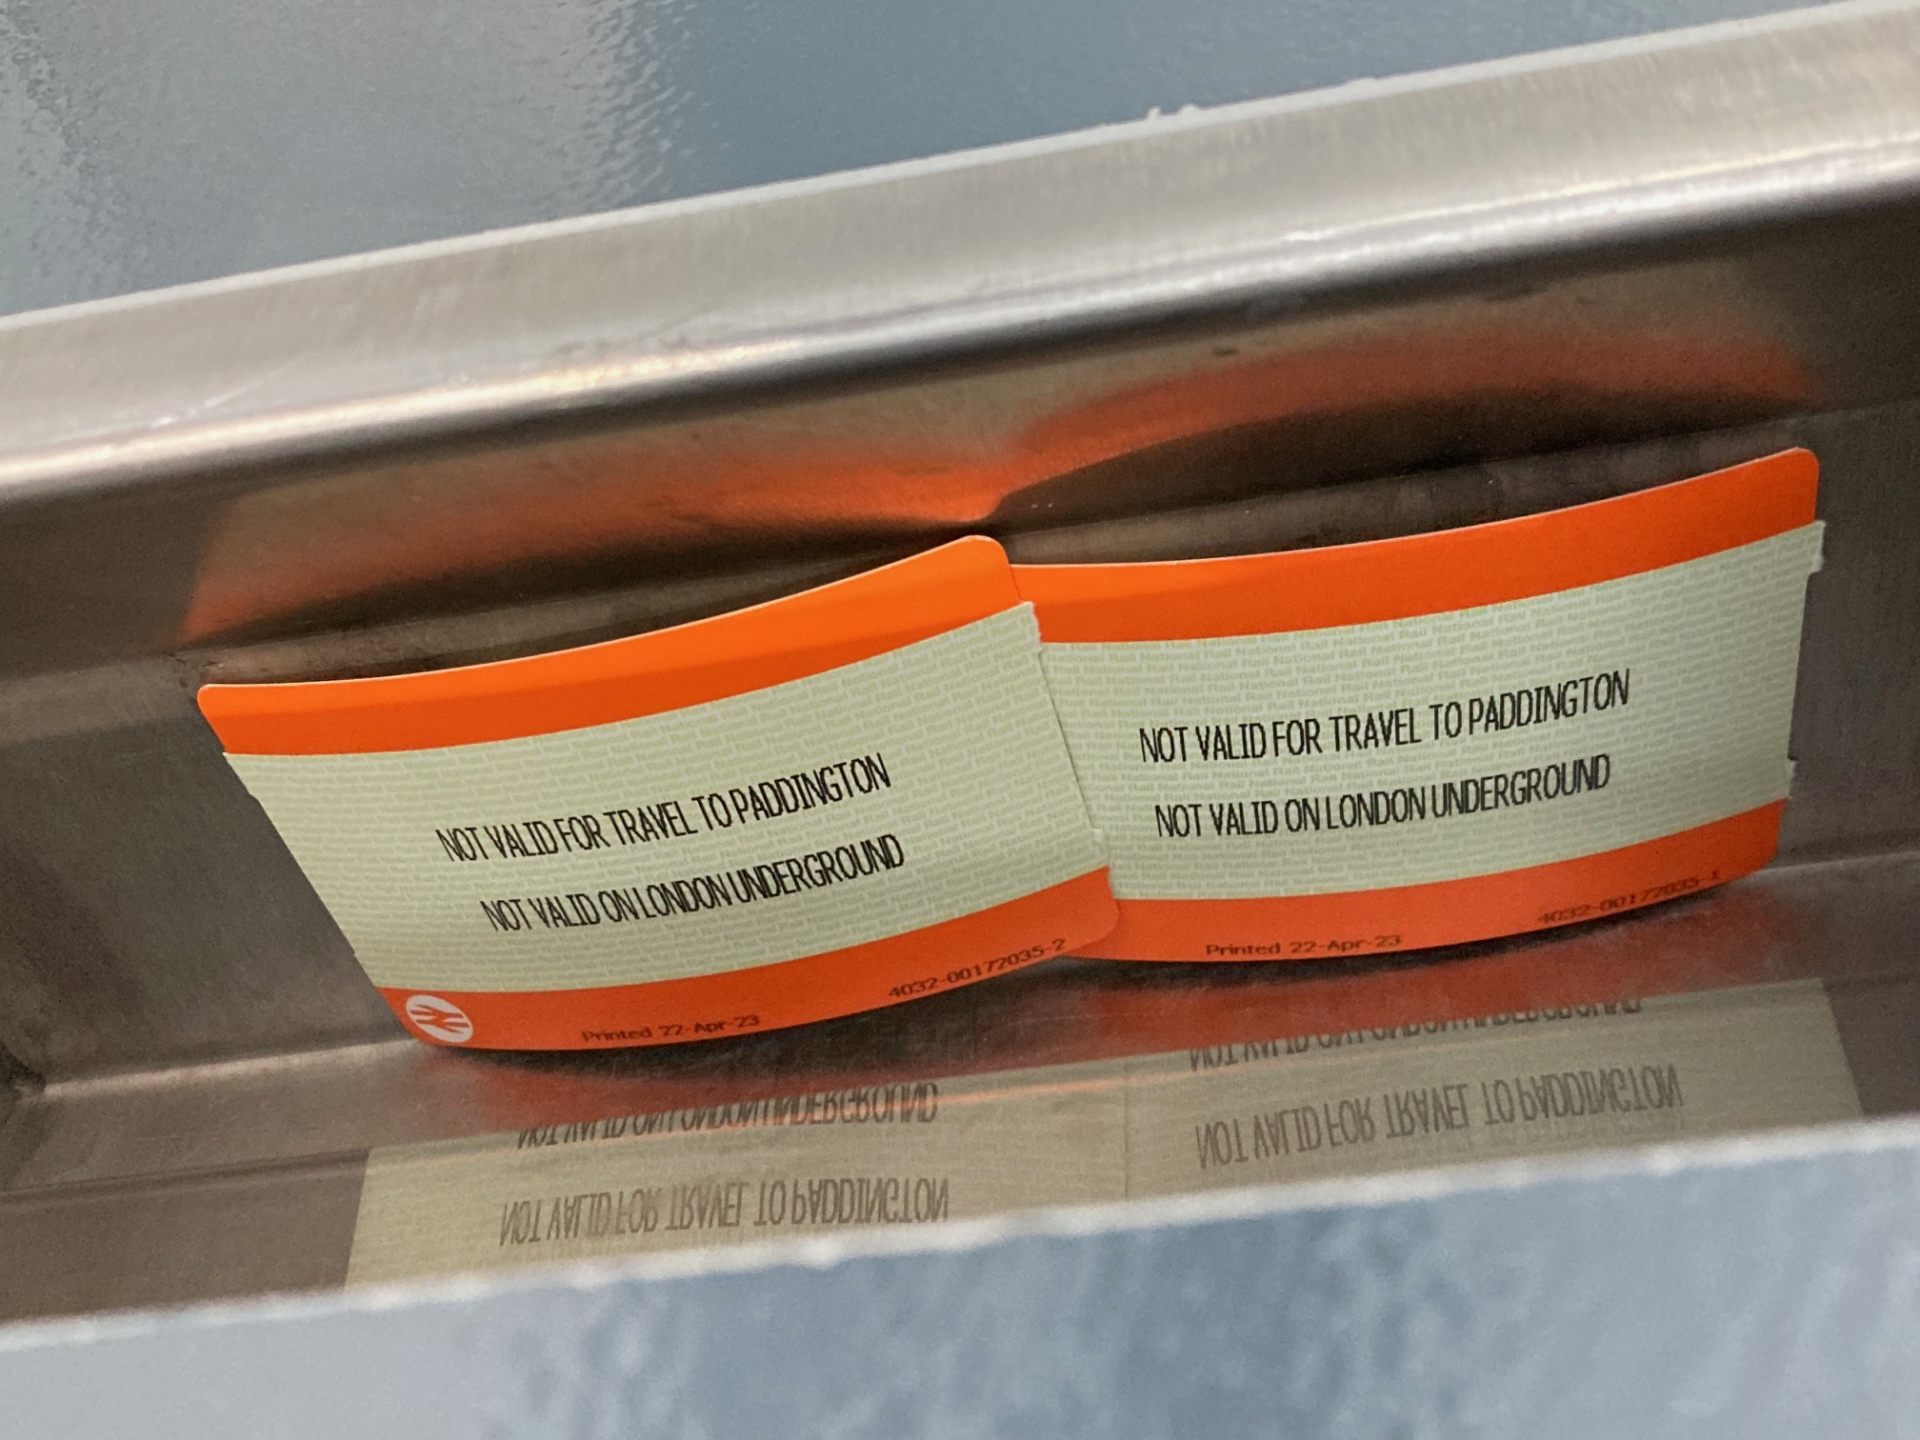 NOT VALID FOR TRAVEL TO PADDINGTON
NOT VALID ON LONDON UNDERGROUND
Printed 22-Apr-23
4032-00172035-2
NOT VALID FOR TRAVEL TO PADDINGTON
NOT VALID ON LONDON UNDERGROUND
Printed 22-Apr-23
4032-00172035-1